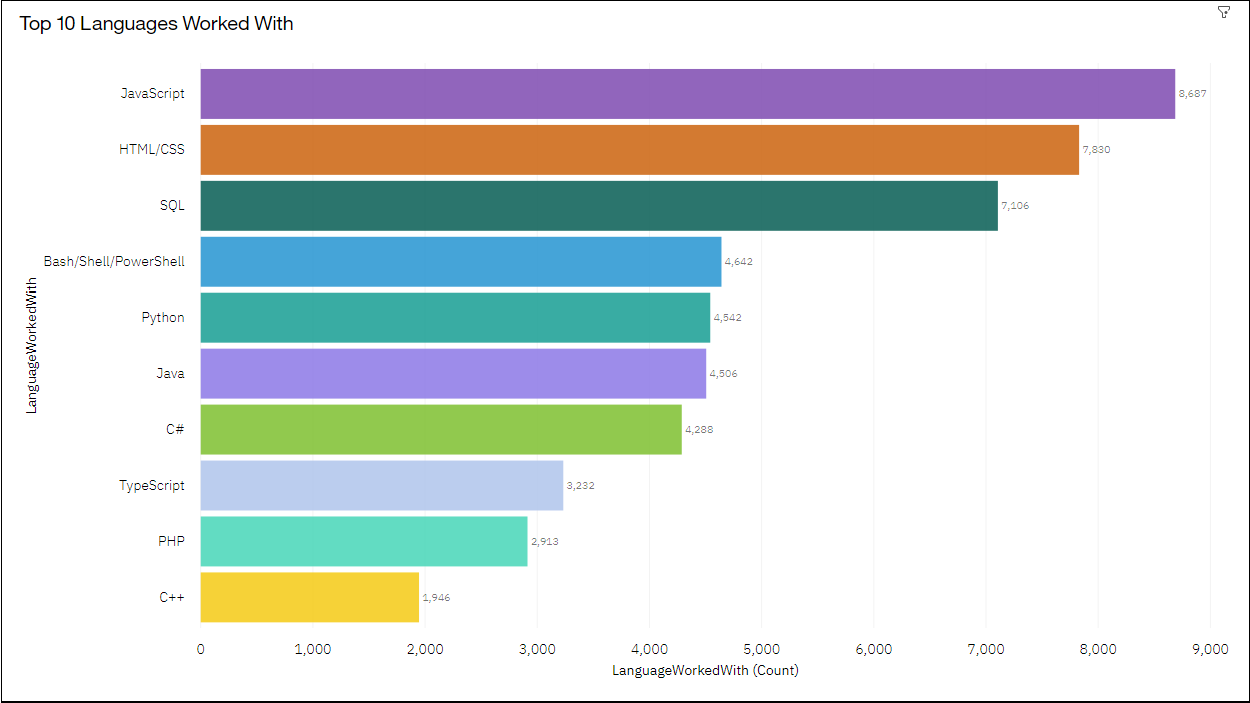 Top 10 Languages Worked With
LanguageWorkedWith
JavaScript 8,687
HTML/CSS 7,830
SQL 7,106
Bash/Shell/PowerShell 4,642
Python 4,542
Java 4,506
C# 4,288
TypeScript 3,232
PHP 2,913
C++ 1,946
0 1,000 2,000 3,000 4,000 5,000 6,000 7,000 8,000 9,000
LanguageWorkedWith (Count)